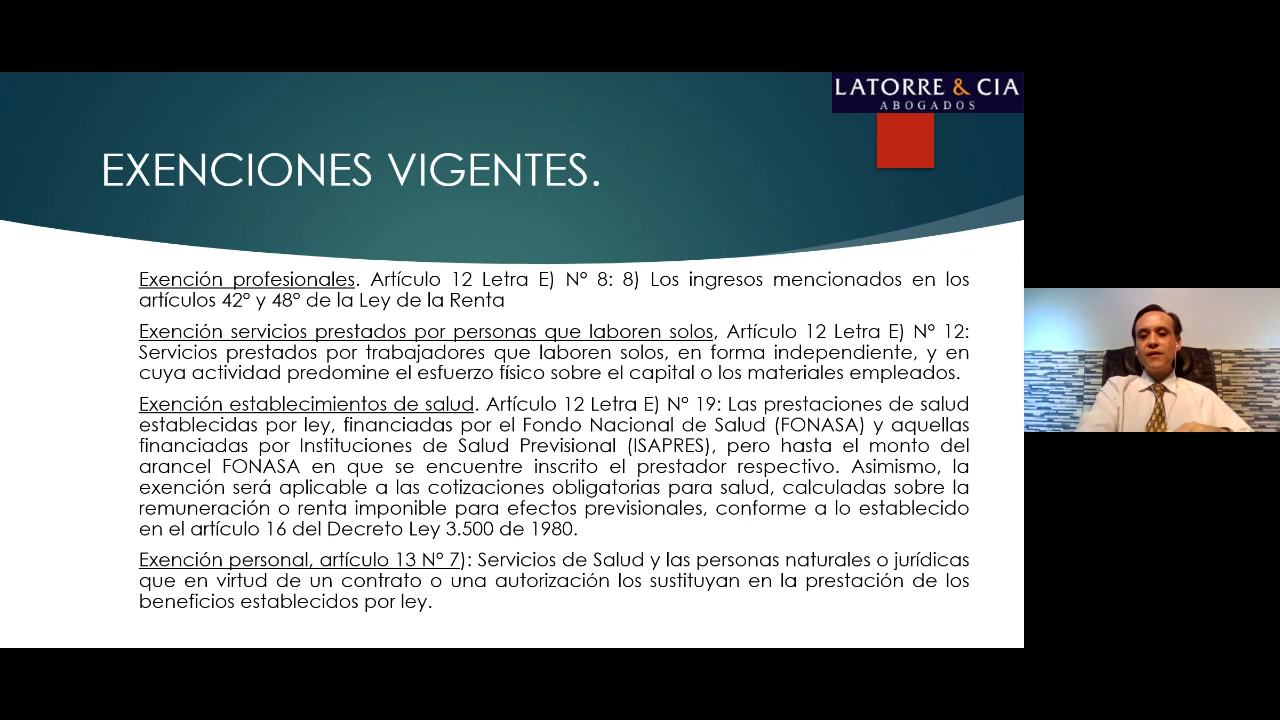 LATORRE & CIA
ABOGADOS
EXENCIONES VIGENTES.
Exención profesionales. Artículo 12 Letra E) N° 8: 8) Los ingresos mencionados en los
artículos 42° y 48° de la Ley de la Renta
Exención servicios prestados por personas que laboren solos, Artículo 12 Letra E) N° 12:
Servicios prestados por trabajadores que laboren solos, en forma independiente, y en
cuya actividad predomine el esfuerzo físico sobre el capital o los materiales empleados.
Exención establecimientos de salud. Artículo 12 Letra E) N° 19: Las prestaciones de salud
establecidas por ley, financiadas por el Fondo Nacional de Salud (FONASA) y aquellas
financiadas por Instituciones de Salud Previsional (ISAPRES), pero hasta el monto del
arancel FONASA en que se encuentre inscrito el prestador respectivo. Asimismo, la
exención será aplicable a las cotizaciones obligatorias para salud, calculadas sobre la
remuneración o renta imponible para efectos previsionales, conforme a lo establecido
en el artículo 16 del Decreto Ley 3.500 de 1980.
Exención personal, artículo 13 N° 7): Servicios de Salud y las personas naturales o jurídicas
que en virtud de un contrato o una autorización los sustituyan en la prestación de los
beneficios establecidos por ley.